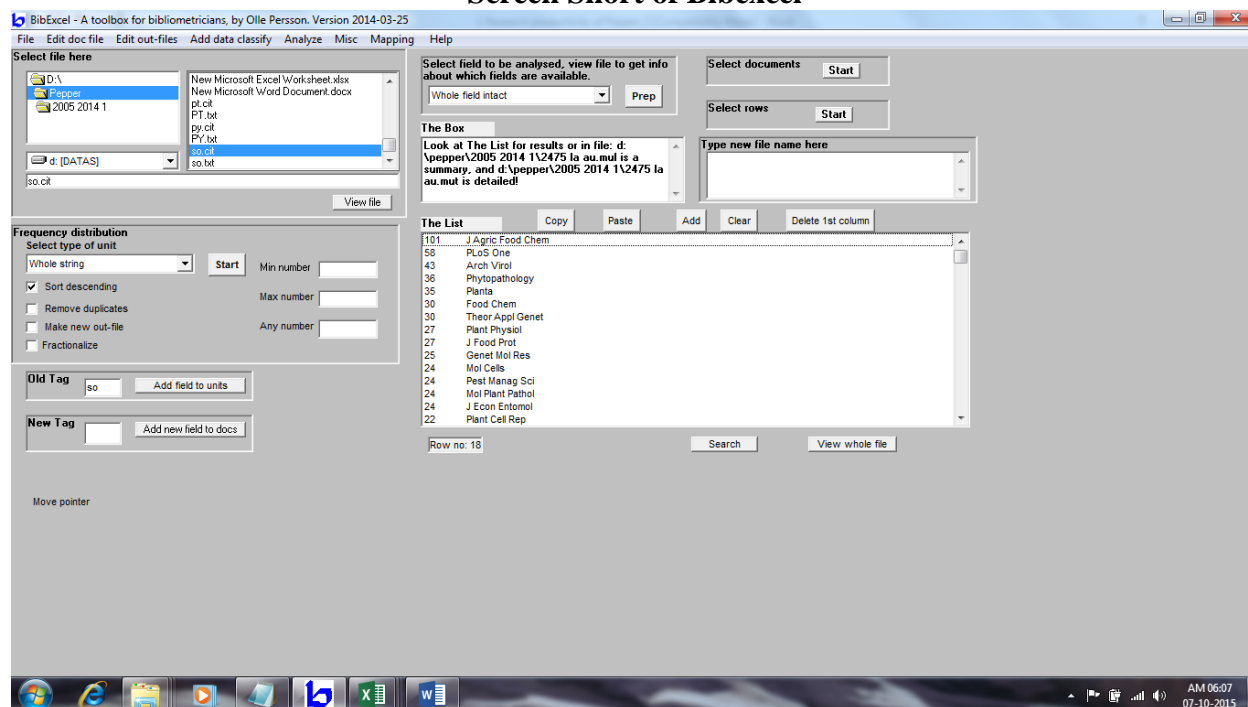 Screen Short of Bibexcel
BibExcel - A toolbox for bibliometricians, by Olle Persson. Version 2014-03-25
File Edit doc file Edit out-files Add data classify Analyze Misc Mapping Help
Select file here
D:\
Pepper
2005 2014 1
d: [DATAS]
New Microsoft Excel Worksheet.xlsx
New Microsoft Word Document.docx
pt.cit
PT.txt
py.cit
PY.txt
so.cit
so.txt
so.cit
View file
Frequency distribution
Select type of unit
Whole string
Start
Sort descending
Remove duplicates
Make new out-file
Fractionalize
Min number
Max number
Any number
Old Tag
so
Add field to units
New Tag
Add new field to docs
Move pointer
Select field to be analysed, view file to get info
about which fields are available.
Whole field intact
Prep
Select documents
Start
Select rows
Start
The Box
Look at The List for results or in file: d:
\pepper\2005 2014 1\2475 la au.mul is a
summary, and d:\pepper\2005 2014 1\2475 la
au.mut is detailed!
Type new file name here
The List
Copy
Paste
Add
Clear
Delete 1st column
101 J Agric Food Chem
58 PLoS One
43 Arch Virol
36 Phytopathology
35 Planta
30 Food Chem
30 Theor Appl Genet
27 Plant Physiol
27 J Food Prot
25 Genet Mol Res
24 Mol Cells
24 Pest Manag Sci
24 Mol Plant Pathol
24 J Econ Entomol
22 Plant Cell Rep
Row no: 18
Search
View whole file
AM 06:07
07-10-2015